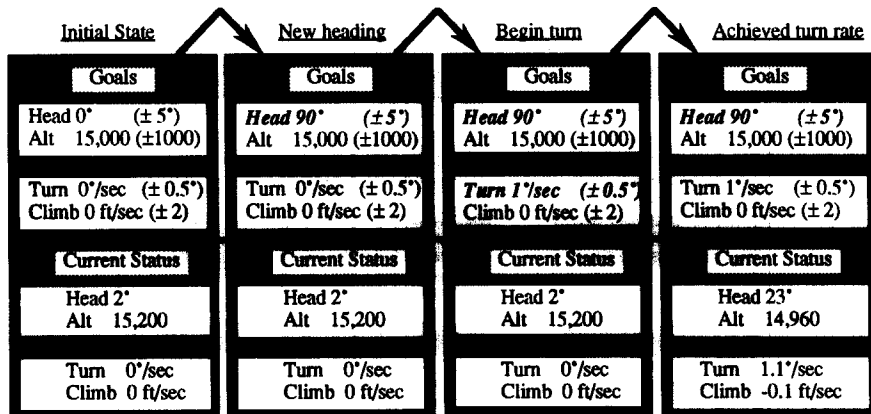 Initial State
Goals
Head 0° (± 5°)
Alt 15,000 (±1000)
Turn 0°/sec (± 0.5°)
Climb 0 ft/sec (± 2)
Current Status
Head 2°
Alt 15,200
Turn 0°/sec
Climb 0 ft/sec
New heading
Goals
Head 90° (±5°)
Alt 15,000 (±1000)
Turn 0°/sec (± 0.5°)
Climb 0 ft/sec (± 2)
Current Status
Head 2°
Alt 15,200
Turn 0°/sec
Climb 0 ft/sec
Begin turn
Goals
Head 90° (±5°)
Alt 15,000 (±1000)
Turn 1°/sec (± 0.5°)
Climb 0 ft/sec (± 2)
Current Status
Head 2°
Alt 15,200
Turn 0°/sec
Climb 0 ft/sec
Achieved turn rate
Goals
Head 90° (±5°)
Alt 15,000 (±1000)
Turn 1°/sec (± 0.5°)
Climb 0 ft/sec (± 2)
Current Status
Head 23°
Alt 14,960
Turn 1.1°/sec
Climb -0.1 ft/sec